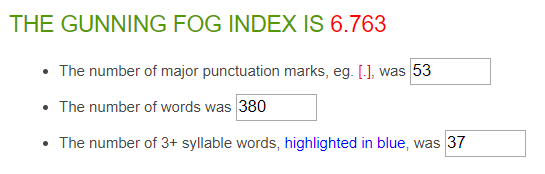 THE GUNNING FOG INDEX IS 6.763
The number of major punctuation marks, eg. [.], was 53
The number of words was 380
The number of 3+ syllable words, highlighted in blue, was 37